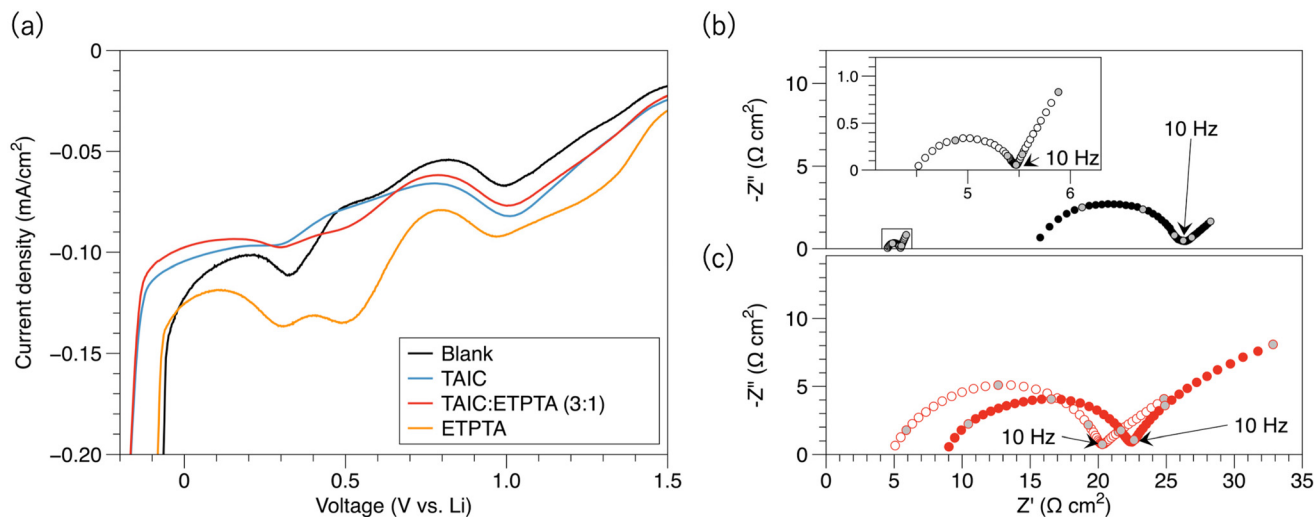 (a)
0
−0.05
−0.10
−0.15
−0.20
Current density (mA/cm²)
0
0.5
1.0
1.5
Voltage (V vs. Li)
Blank
TAIC
TAIC:ETPTA (3:1)
ETPTA
(b)
10
5
0
-Z" (Ω cm²)
1.0
0.5
0
5
6
10 Hz
10 Hz
(c)
10
5
0
-Z" (Ω cm²)
10 Hz
10 Hz
0
5
10
15
20
25
30
35
Z' (Ω cm²)